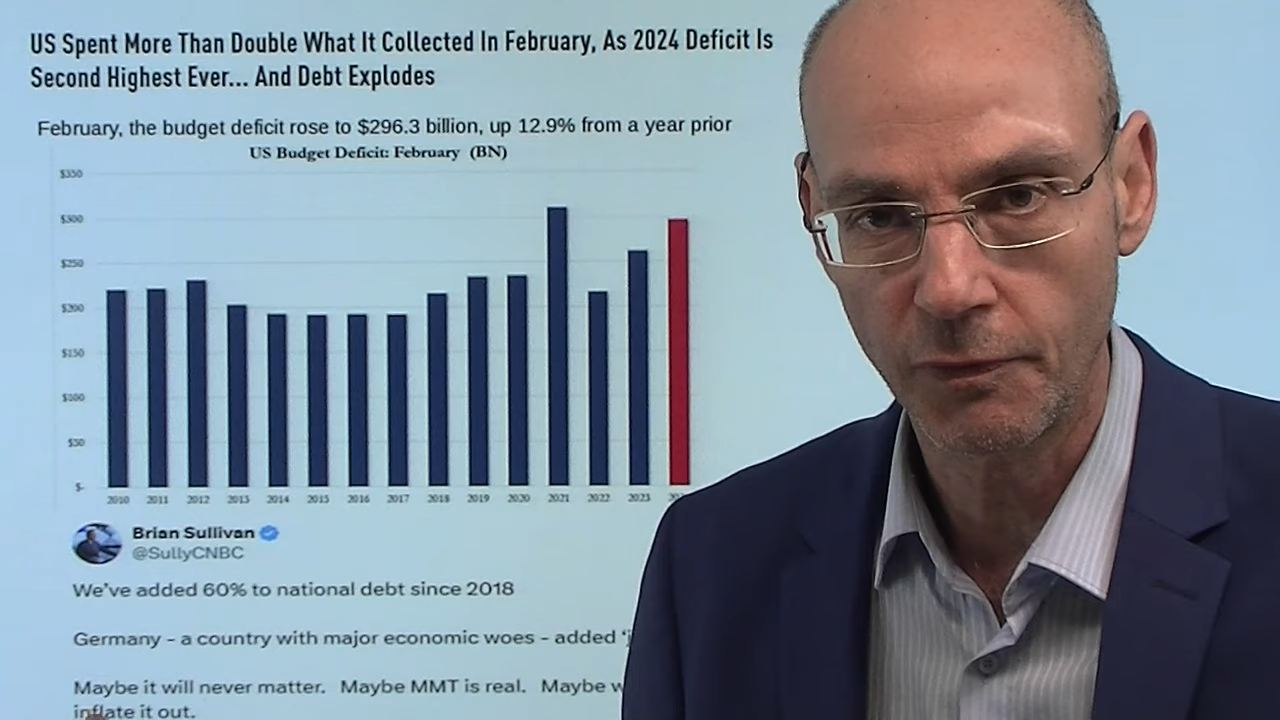 US Spent More Than Double What It Collected In February, As 2024 Deficit Is
Second Highest Ever... And Debt Explodes
February, the budget deficit rose to $296.3 billion, up 12.9% from a year prior
US Budget Deficit: February (BN)
$350
$300
$250
$200
$150
$100
$50
$-
2010 2011 2012 2013 2014 2015 2016 2017 2018 2019 2020 2021 2022 2023
Brian Sullivan
@SullyCNBC
We've added 60% to national debt since 2018
Germany - a country with major economic woes - added
Maybe it will never matter. Maybe MMT is real. Maybe
inflate it out.